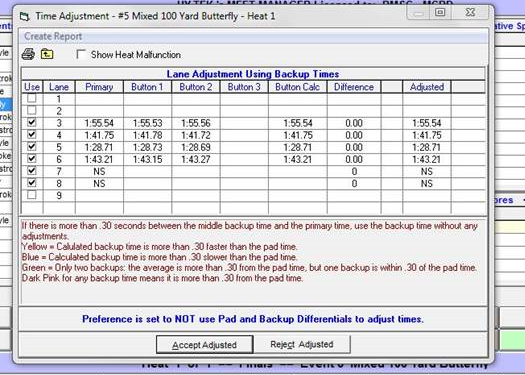 HY-TEK's MEET MANAGER Licensed to: BMSC - MCBD
Time Adjustment - #5 Mixed 100 Yard Butterfly - Heat 1
Create Report
Show Heat Malfunction
Lane Adjustment Using Backup Times
Use Lane Primary Button 1 Button 2 Button 3 Button Calc Difference Adjusted
1
2
3 1:55.54 1:55.53 1:55.56 1:55.54 0.00 1:55.54
4 1:41.75 1:41.78 1:41.72 1:41.75 0.00 1:41.75
5 1:28.71 1:28.73 1:28.69 1:28.71 0.00 1:28.71
6 1:43.21 1:43.15 1:43.27 1:43.21 0.00 1:43.21
7 NS 0 NS
8 NS 0 NS
9
If there is more than .30 seconds between the middle backup time and the primary time, use the backup time without any
adjustments.
Yellow = Calulated backup time is more than .30 faster than the pad time.
Blue = Calculated backup time is more than .30 slower than the pad time.
Green = Only two backups: the average is more than .30 from the pad time, but one backup is within .30 of the pad time.
Dark Pink for any backup time means it is more than .30 from the pad time.
Preference is set to NOT use Pad and Backup Differentials to adjust times.
Accept Adjusted Reject Adjusted
Heat 1 of 1 == Finals == Event 5 Mixed 100 Yard Butterfly